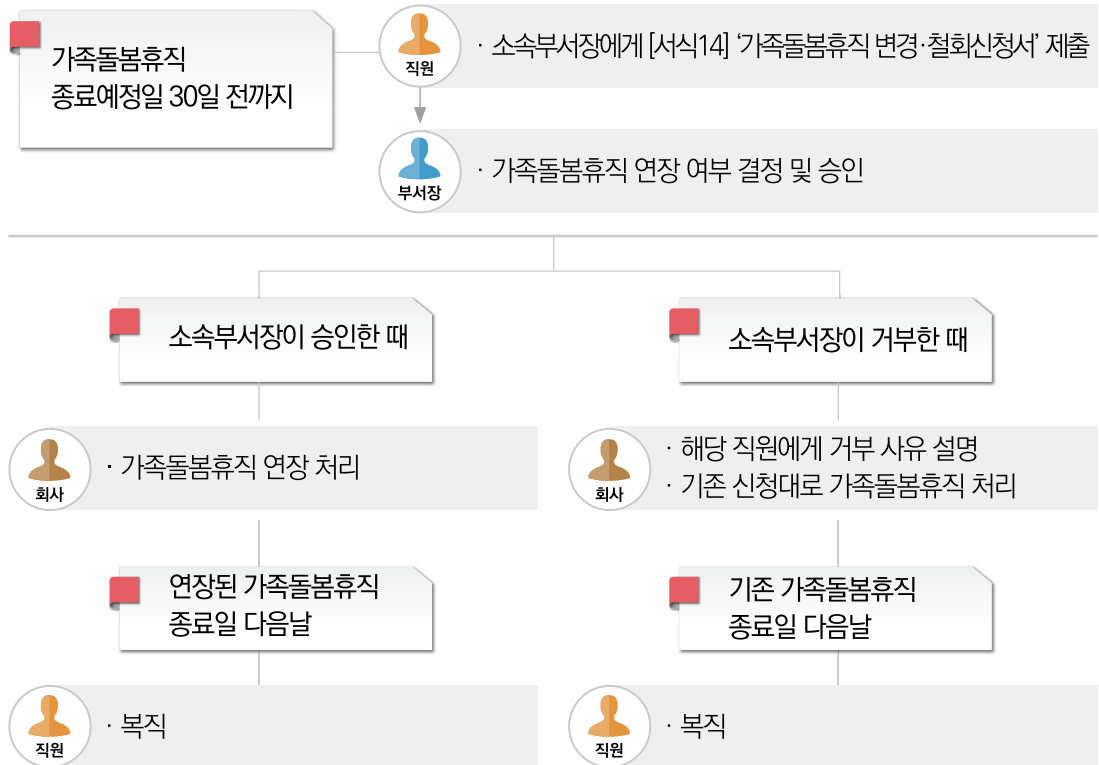 가족돌봄휴직
종료예정일 30일 전까지
직원
· 소속부서장에게 [서식14] ‘가족돌봄휴직 변경·철회신청서’ 제출
부서장
· 가족돌봄휴직 연장 여부 결정 및 승인
소속부서장이 승인한 때
회사
· 가족돌봄휴직 연장 처리
연장된 가족돌봄휴직
종료일 다음날
직원
· 복직
소속부서장이 거부한 때
회사
· 해당 직원에게 거부 사유 설명
· 기존 신청대로 가족돌봄휴직 처리
기존 가족돌봄휴직
종료일 다음날
직원
· 복직